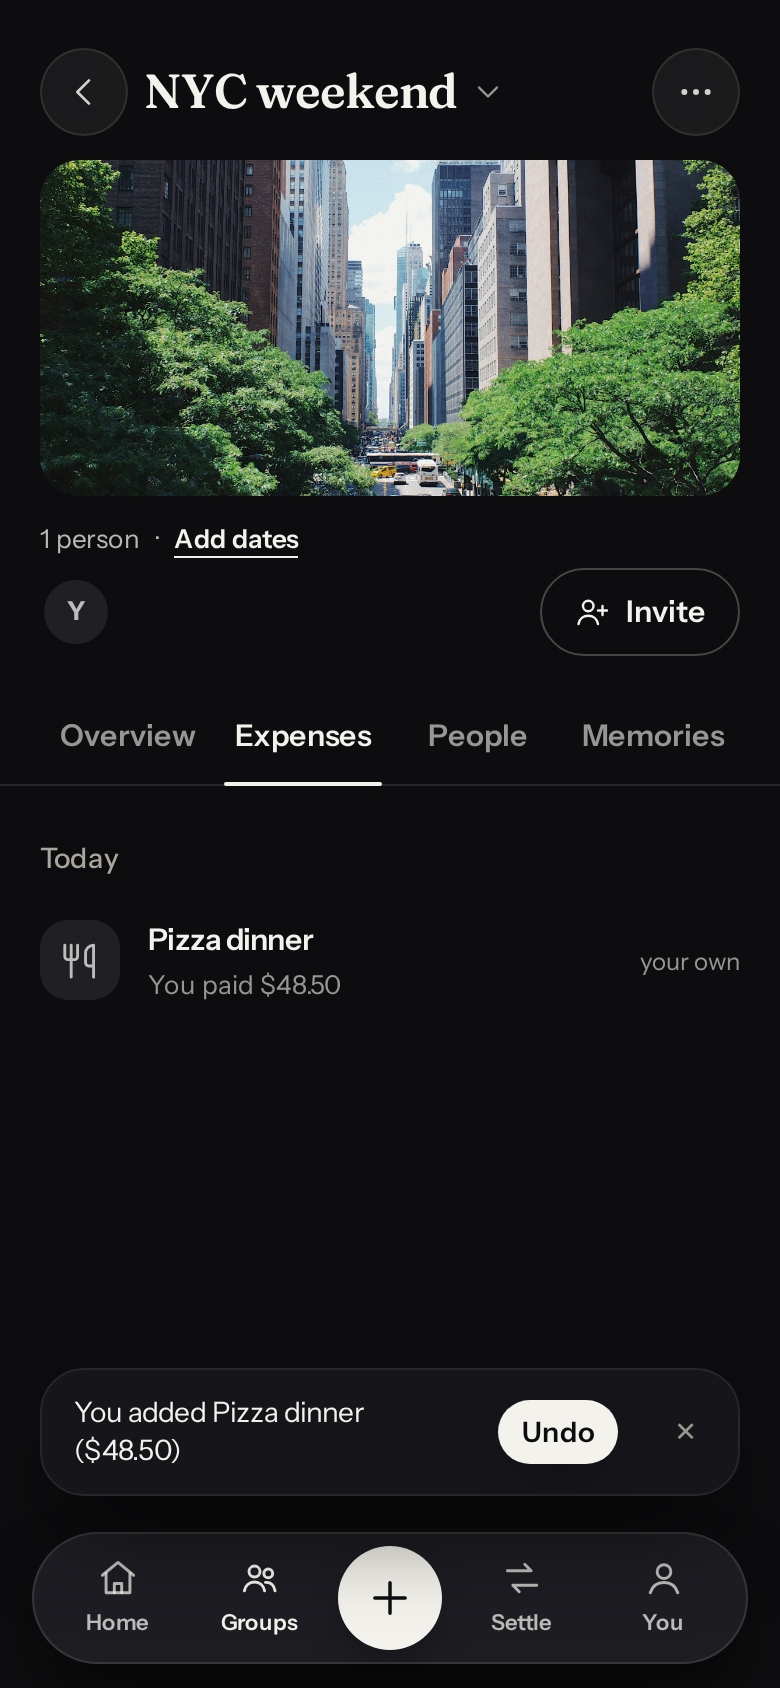 NYC weekend
1 person · Add dates
Y
Invite
Overview Expenses People Memories
Today
Pizza dinner
You paid $48.50
your own
You added Pizza dinner
($48.50)
Undo
Home Groups Settle You